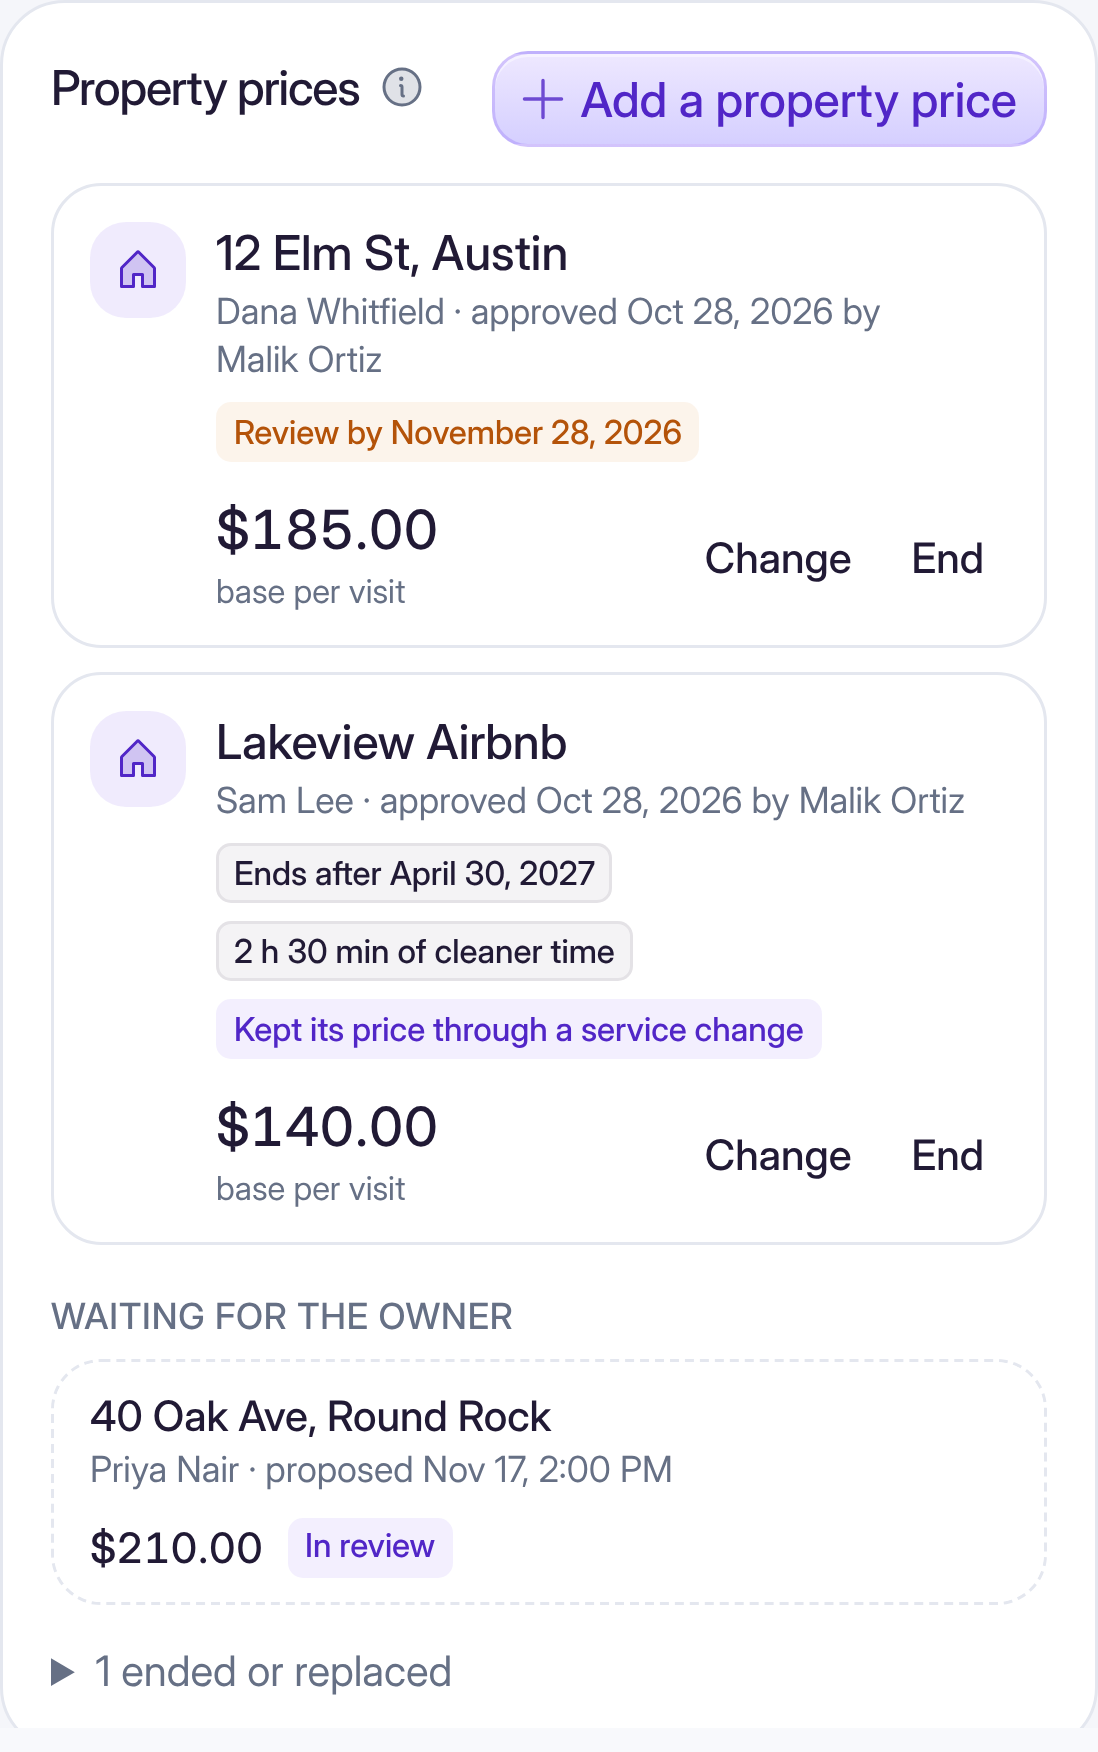 Property prices
Add a property price
12 Elm St, Austin
Dana Whitfield · approved Oct 28, 2026 by
Malik Ortiz
Review by November 28, 2026
$185.00
base per visit
Change
End
Lakeview Airbnb
Sam Lee · approved Oct 28, 2026 by Malik Ortiz
Ends after April 30, 2027
2 h 30 min of cleaner time
Kept its price through a service change
$140.00
base per visit
Change
End
WAITING FOR THE OWNER
40 Oak Ave, Round Rock
Priya Nair · proposed Nov 17, 2:00 PM
$210.00
In review
1 ended or replaced